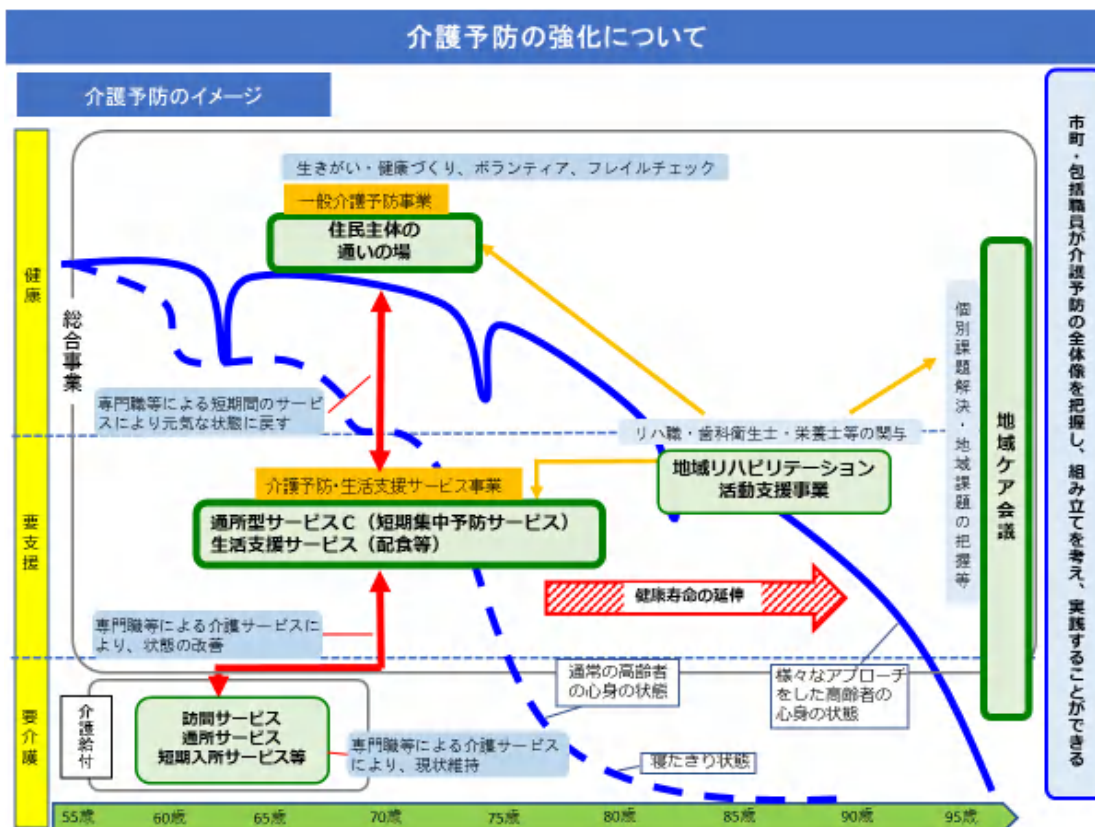 介護予防の強化について
介護予防のイメージ
生きがい・健康づくり、ボランティア、フレイルチェック
一般介護予防事業
住民主体の
通いの場
健康
総合事業
専門職等による短期間のサービ
スにより元気な状態に戻す
リハ職・歯科衛生士・栄養士等の関与
地域リハビリテーション
活動支援事業
個別課題解決・地域課題の把握等
地域ケア会議
市町・包括職員が介護予防の全体像を把握し、組み立てを考え、実践することができる
要支援
介護予防・生活支援サービス事業
通所型サービスC（短期集中予防サービス）
生活支援サービス（配食等）
健康寿命の延伸
専門職等による介護サービスに
より、状態の改善
通常の高齢者
の心身の状態
様々なアプローチ
をした高齢者の
心身の状態
要介護
介護給付
訪問サービス
通所サービス
短期入所サービス等
専門職等による介護サービス
により、現状維持
寝たきり状態
55歳 60歳 65歳 70歳 75歳 80歳 85歳 90歳 95歳